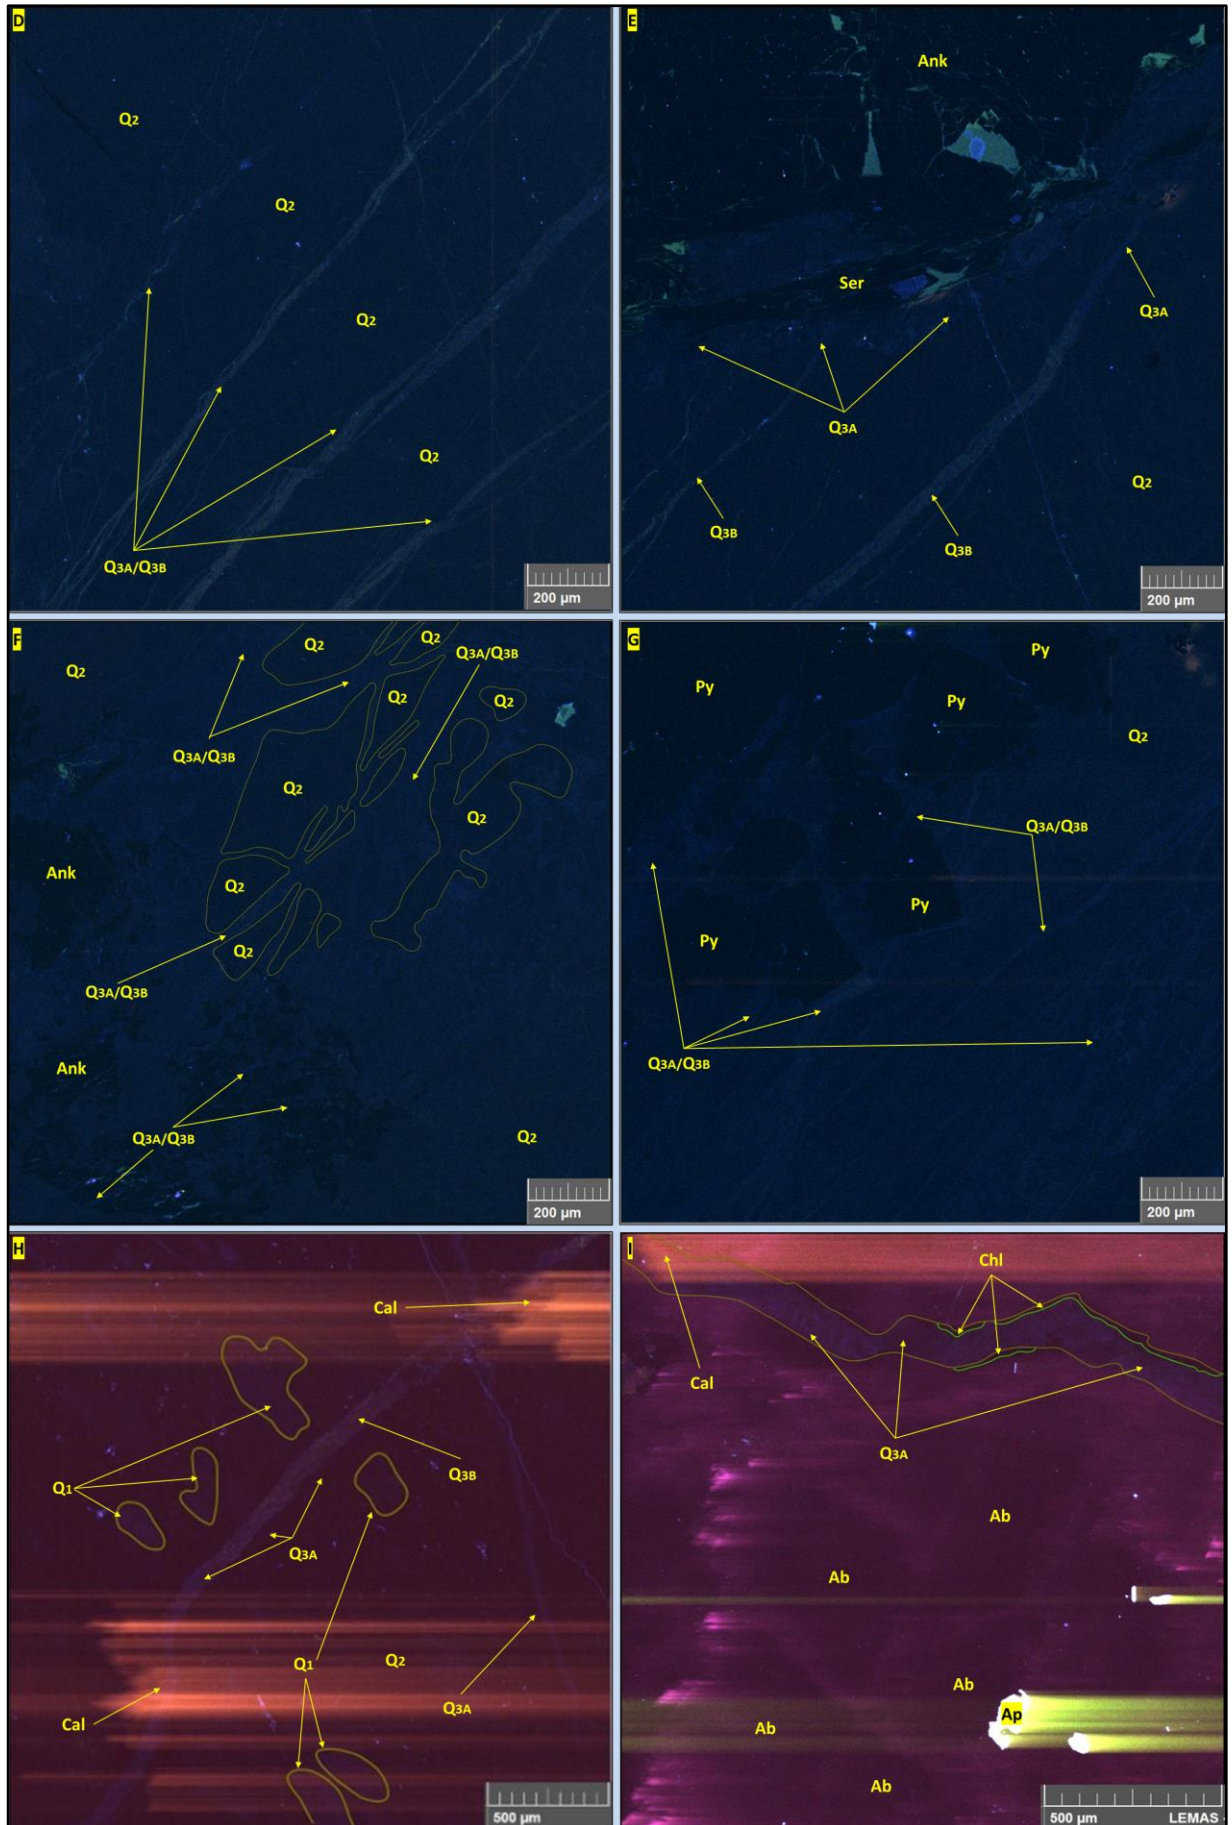 D
Q2
Q2
Q2
Q2
Q3A/Q3B
200 µm
E
Ank
Ser
Q3A
Q3A
Q2
Q3B
Q3B
200 µm
F
Q2
Q2
Q2
Q3A/Q3B
Q2
Q2
Q3A/Q3B
Q2
Q2
Ank
Q2
Q2
Q3A/Q3B
Ank
Q3A/Q3B
Q2
200 µm
G
Py
Py
Py
Q2
Q3A/Q3B
Py
Py
Q3A/Q3B
200 µm
H
Cal
Q3B
Q1
Q3A
Q1
Q2
Q3A
Cal
500 µm
I
Chl
Cal
Q3A
Ab
Ab
Ab
Ap
Ab
Ab
500 µm LEMAS